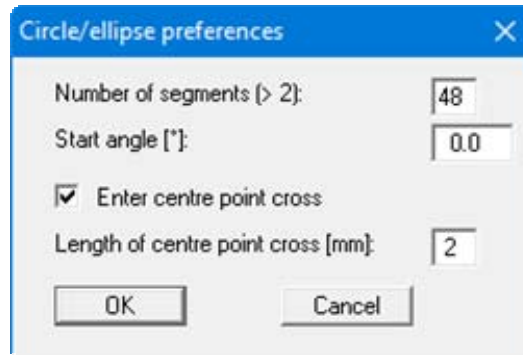 Circle/ellipse preferences
Number of segments (> 2): 48
Start angle [°]: 0.0
Enter centre point cross
Length of centre point cross [mm]: 2
OK Cancel